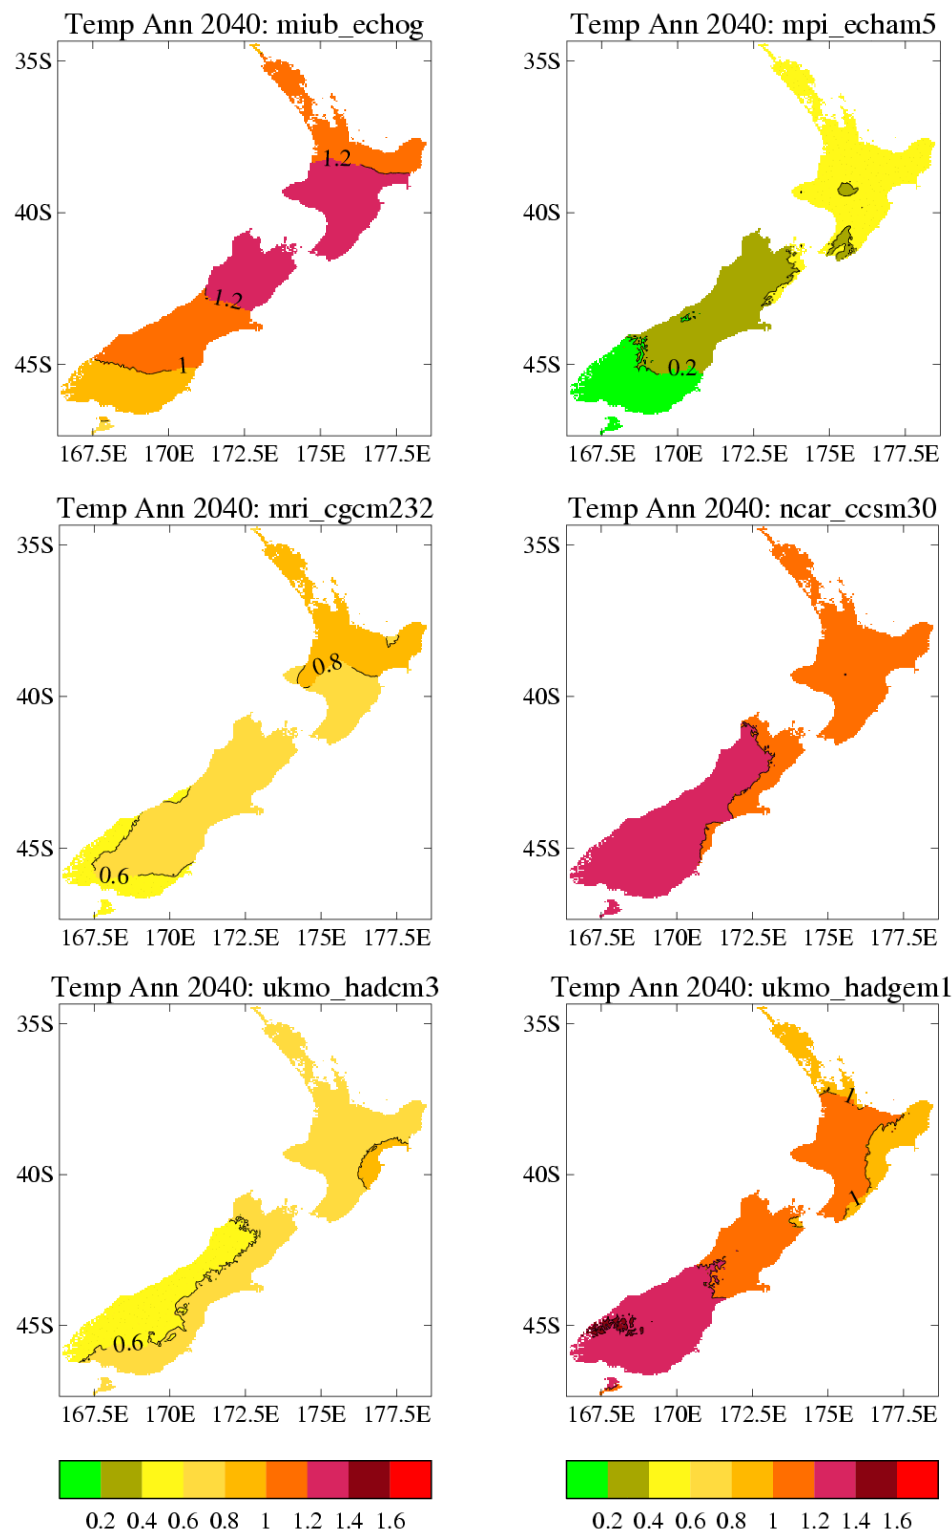 Temp Ann 2040: miub_echog
Temp Ann 2040: mpi_echam5
35S
35S
1.2
40S
40S
1.2
45S
1
45S
0.2
167.5E 170E 172.5E 175E 177.5E
167.5E 170E 172.5E 175E 177.5E
Temp Ann 2040: mri_cgcm232
Temp Ann 2040: ncar_ccsm30
35S
35S
0.8
40S
40S
45S
45S
0.6
167.5E 170E 172.5E 175E 177.5E
167.5E 170E 172.5E 175E 177.5E
Temp Ann 2040: ukmo_hadcm3
Temp Ann 2040: ukmo_hadgem1
35S
35S
1
40S
40S
1
45S
45S
0.6
167.5E 170E 172.5E 175E 177.5E
167.5E 170E 172.5E 175E 177.5E
0.2 0.4 0.6 0.8 1 1.2 1.4 1.6
0.2 0.4 0.6 0.8 1 1.2 1.4 1.6